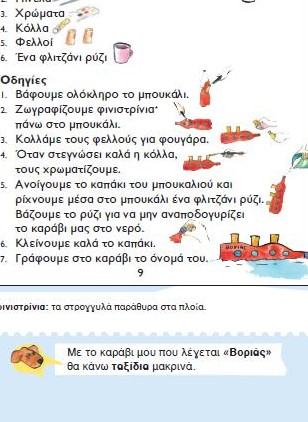 3. Χρώματα
4. Κόλλα
5. Φελλοί
6. Ένα φλιτζάνι ρύζι
Οδηγίες
1. Βάφουμε ολόκληρο το μπουκάλι.
2. Ζωγραφίζουμε φινιστρίνια*
πάνω στο μπουκάλι.
3. Κολλάμε τους φελλούς για φουγάρα.
4. Όταν στεγνώσει καλά η κόλλα,
τους χρωματίζουμε.
5. Ανοίγουμε το καπάκι του μπουκαλιού και
ρίχνουμε μέσα στο μπουκάλι ένα φλιτζάνι ρύζι.
Βάζουμε το ρύζι για να μην αναποδογυρίζει
το καράβι μας στο νερό.
6. Κλείνουμε καλά το καπάκι.
7. Γράφουμε στο καράβι το όνομά του.
ΒΟΡΙΑΣ
9
φινιστρίνια: τα στρογγυλά παράθυρα στα πλοία.
Με το καράβι μου που λέγεται «Βοριάς»
θα κάνω ταξίδια μακρινά.